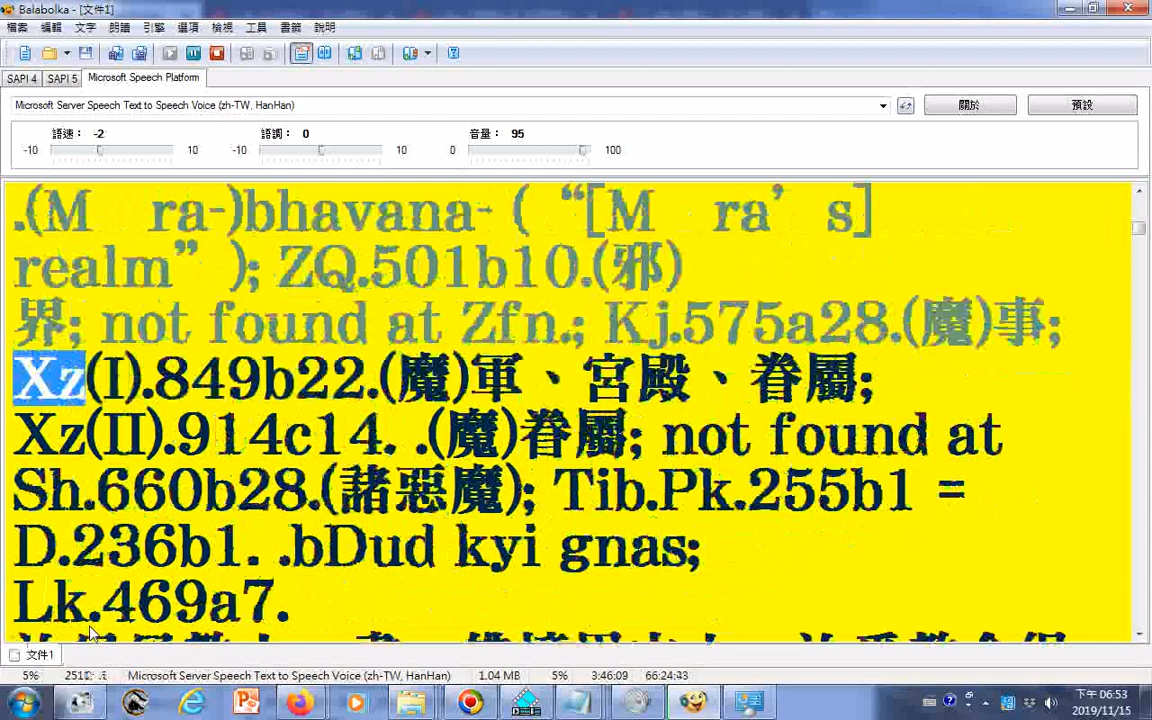 Balabolka - [文件1]
檔案 編輯 文字 朗讀 引擎 選項 檢視 工具 書籤 說明
SAPI 4 SAPI 5 Microsoft Speech Platform
Microsoft Server Speech Text to Speech Voice (zh-TW, HanHan) 關於 預設
語速： -2 語調： 0 音量： 95
-10 10 -10 10 0 100
.(M ra-)bhavana- ( “[M ra’ s]
realm” ); ZQ.501b10.(邪)
界; not found at Zfn.; Kj.575a28.(魔)事;
Xz(I).849b22.(魔)軍、宮殿、眷屬;
Xz(II).914c14. .(魔)眷屬; not found at
Sh.660b28.(諸惡魔); Tib.Pk.255b1 =
D.236b1. .bDud kyi gnas;
Lk.469a7.
文件1
5% Microsoft Server Speech Text to Speech Voice (zh-TW, HanHan) 1.04 MB 5% 3:46:09 66:24:43
下午 06:53
2019/11/15